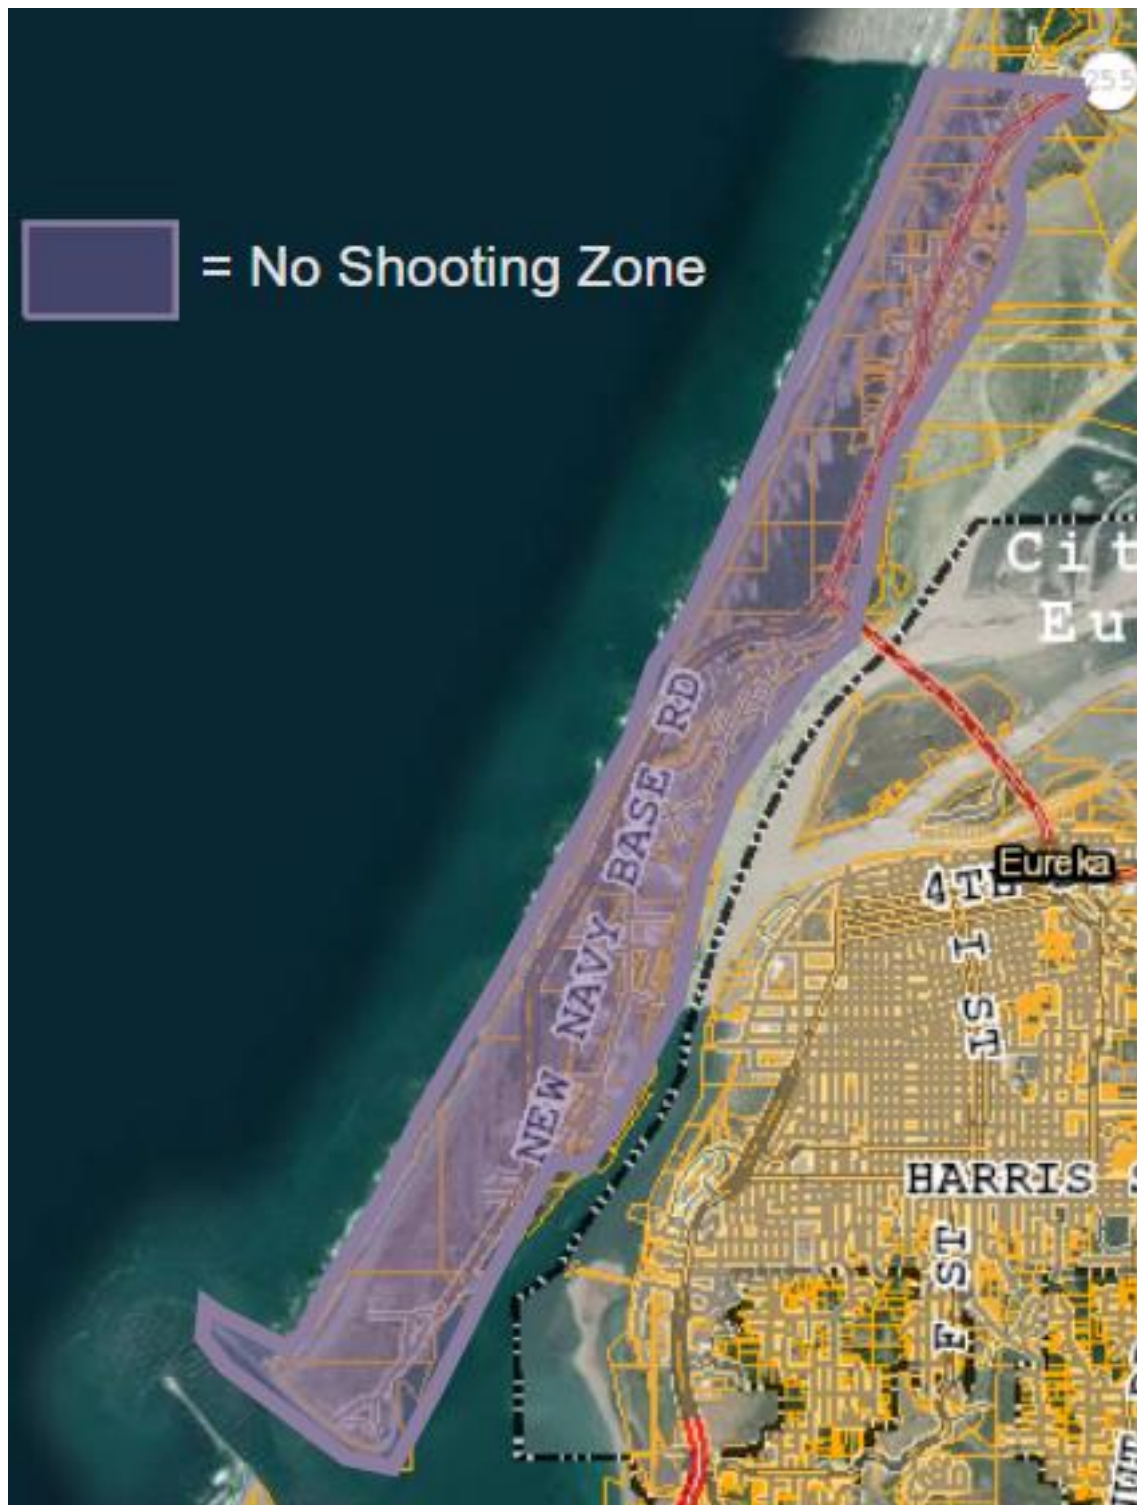 255
= No Shooting Zone
Cit
Eu
NEW NAVY BASE RD
Eureka
4TH
I ST
HARRIS S
F ST